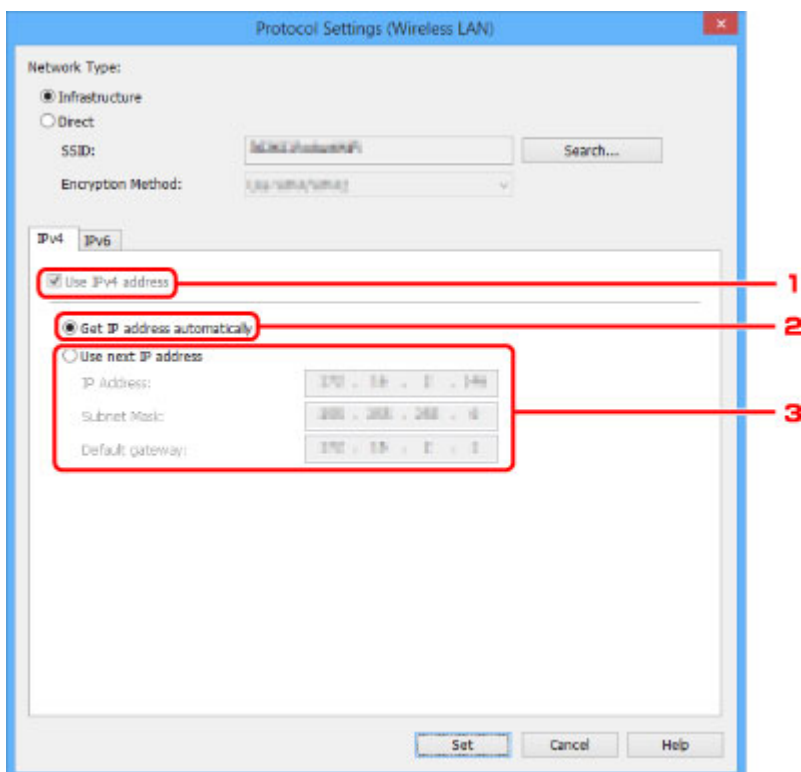 Protocol Settings (Wireless LAN)
Network Type:
Infrastructure
Direct
SSID:
Search...
Encryption Method:
IPv4 IPv6
Use IPv4 address
1
Get IP address automatically
2
Use next IP address
IP Address:
Subnet Mask:
3
Default gateway:
Set Cancel Help